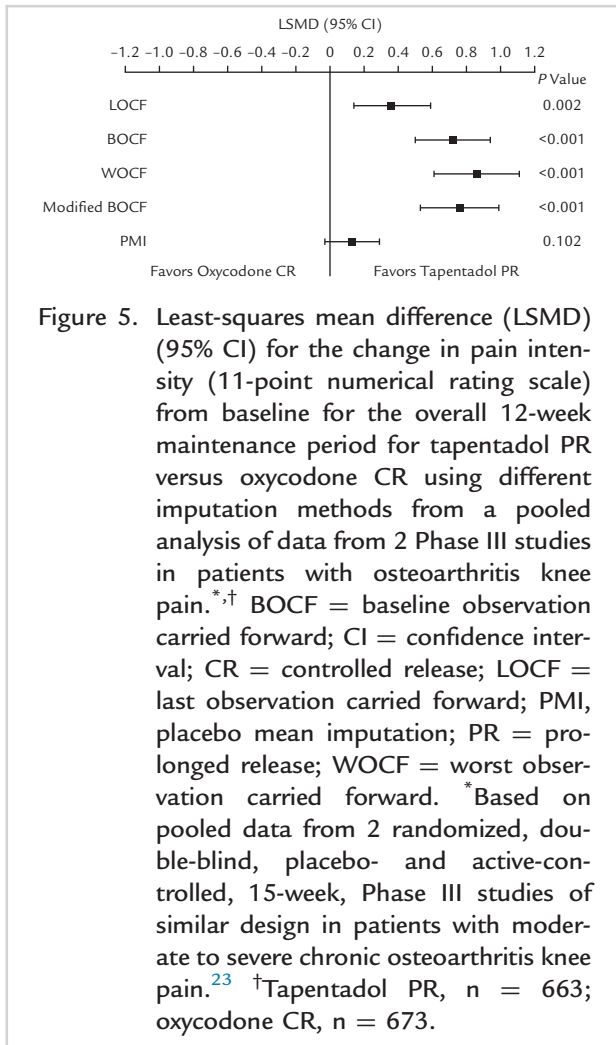 LSMD (95% CI)
-1.2 -1.0 -0.8 -0.6 -0.4 -0.2 0 0.2 0.4 0.6 0.8 1.0 1.2
P Value
LOCF 0.002
BOCF <0.001
WOCF <0.001
Modified BOCF <0.001
PMI 0.102
Favors Oxycodone CR Favors Tapentadol PR
Figure 5. Least-squares mean difference (LSMD)
(95% CI) for the change in pain inten-
sity (11-point numerical rating scale)
from baseline for the overall 12-week
maintenance period for tapentadol PR
versus oxycodone CR using different
imputation methods from a pooled
analysis of data from 2 Phase III studies
in patients with osteoarthritis knee
pain.*,† BOCF = baseline observation
carried forward; CI = confidence inter-
val; CR = controlled release; LOCF =
last observation carried forward; PMI,
placebo mean imputation; PR = pro-
longed release; WOCF = worst obser-
vation carried forward. *Based on
pooled data from 2 randomized, dou-
ble-blind, placebo- and active-con-
trolled, 15-week, Phase III studies of
similar design in patients with moder-
ate to severe chronic osteoarthritis knee
pain.23 †Tapentadol PR, n = 663;
oxycodone CR, n = 673.